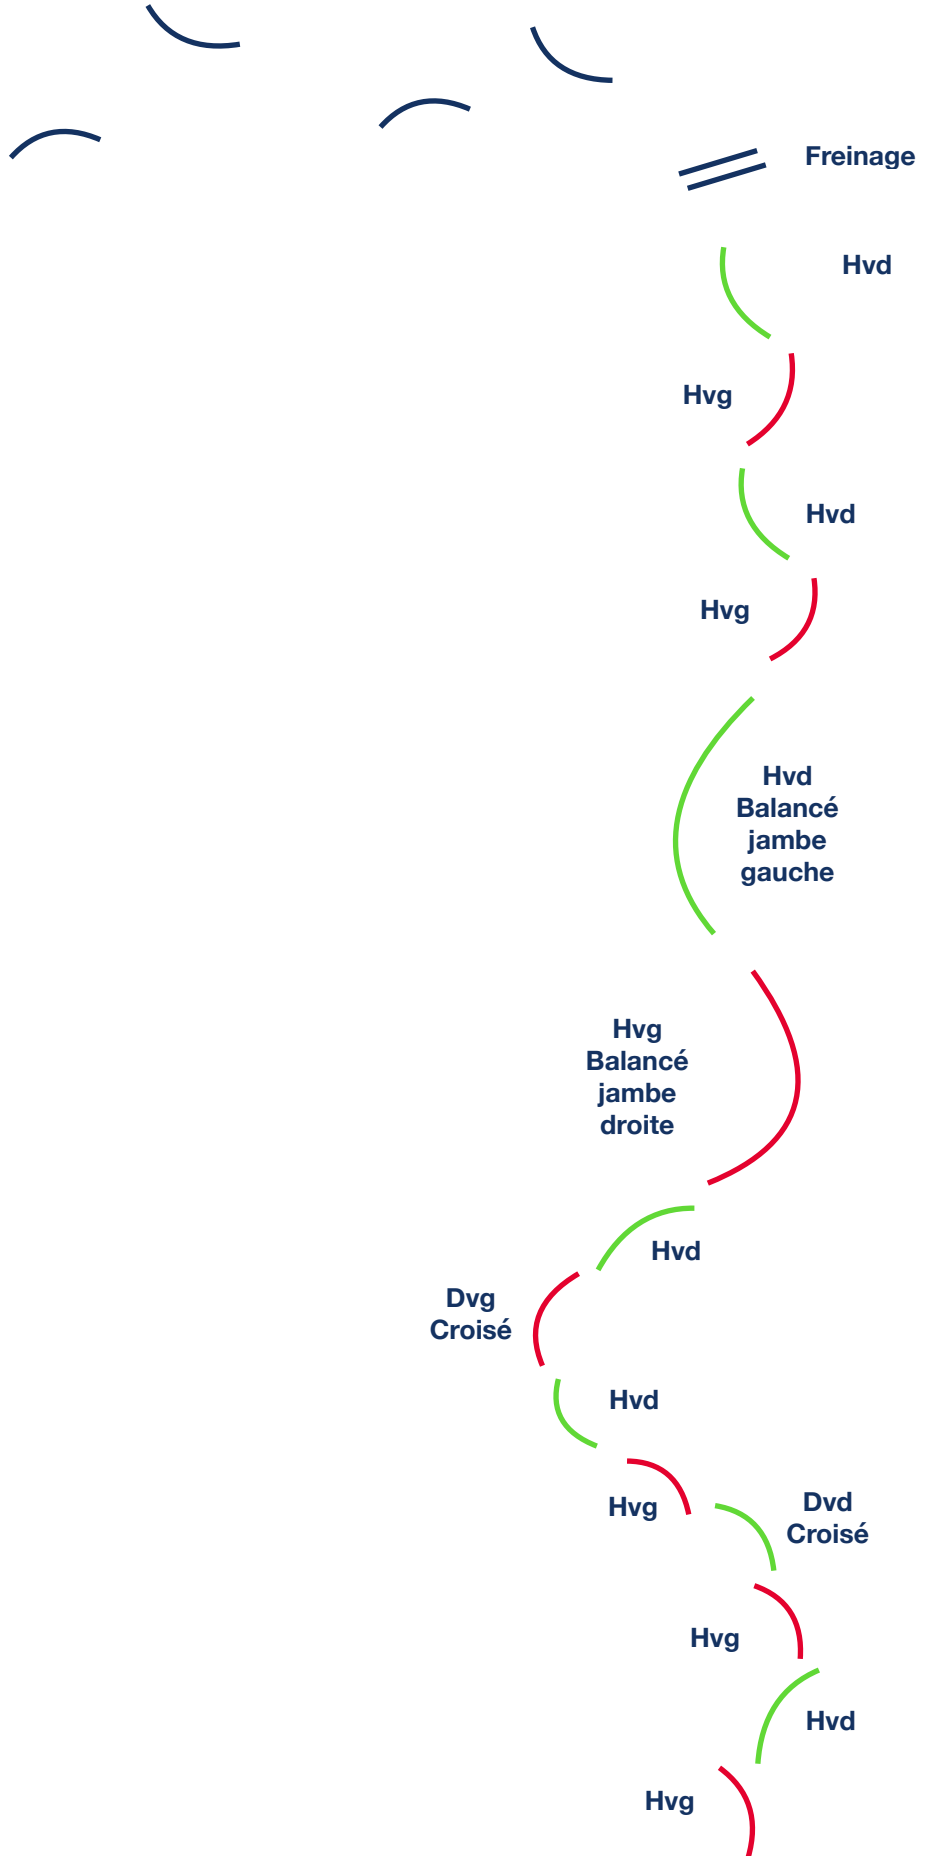 Freinage
Hvd
Hvg
Hvd
Hvg
Hvd
Balancé
jambe
gauche
Hvg
Balancé
jambe
droite
Hvd
Dvg
Croisé
Hvd
Dvd
Croisé
Hvg
Hvg
Hvd
Hvg